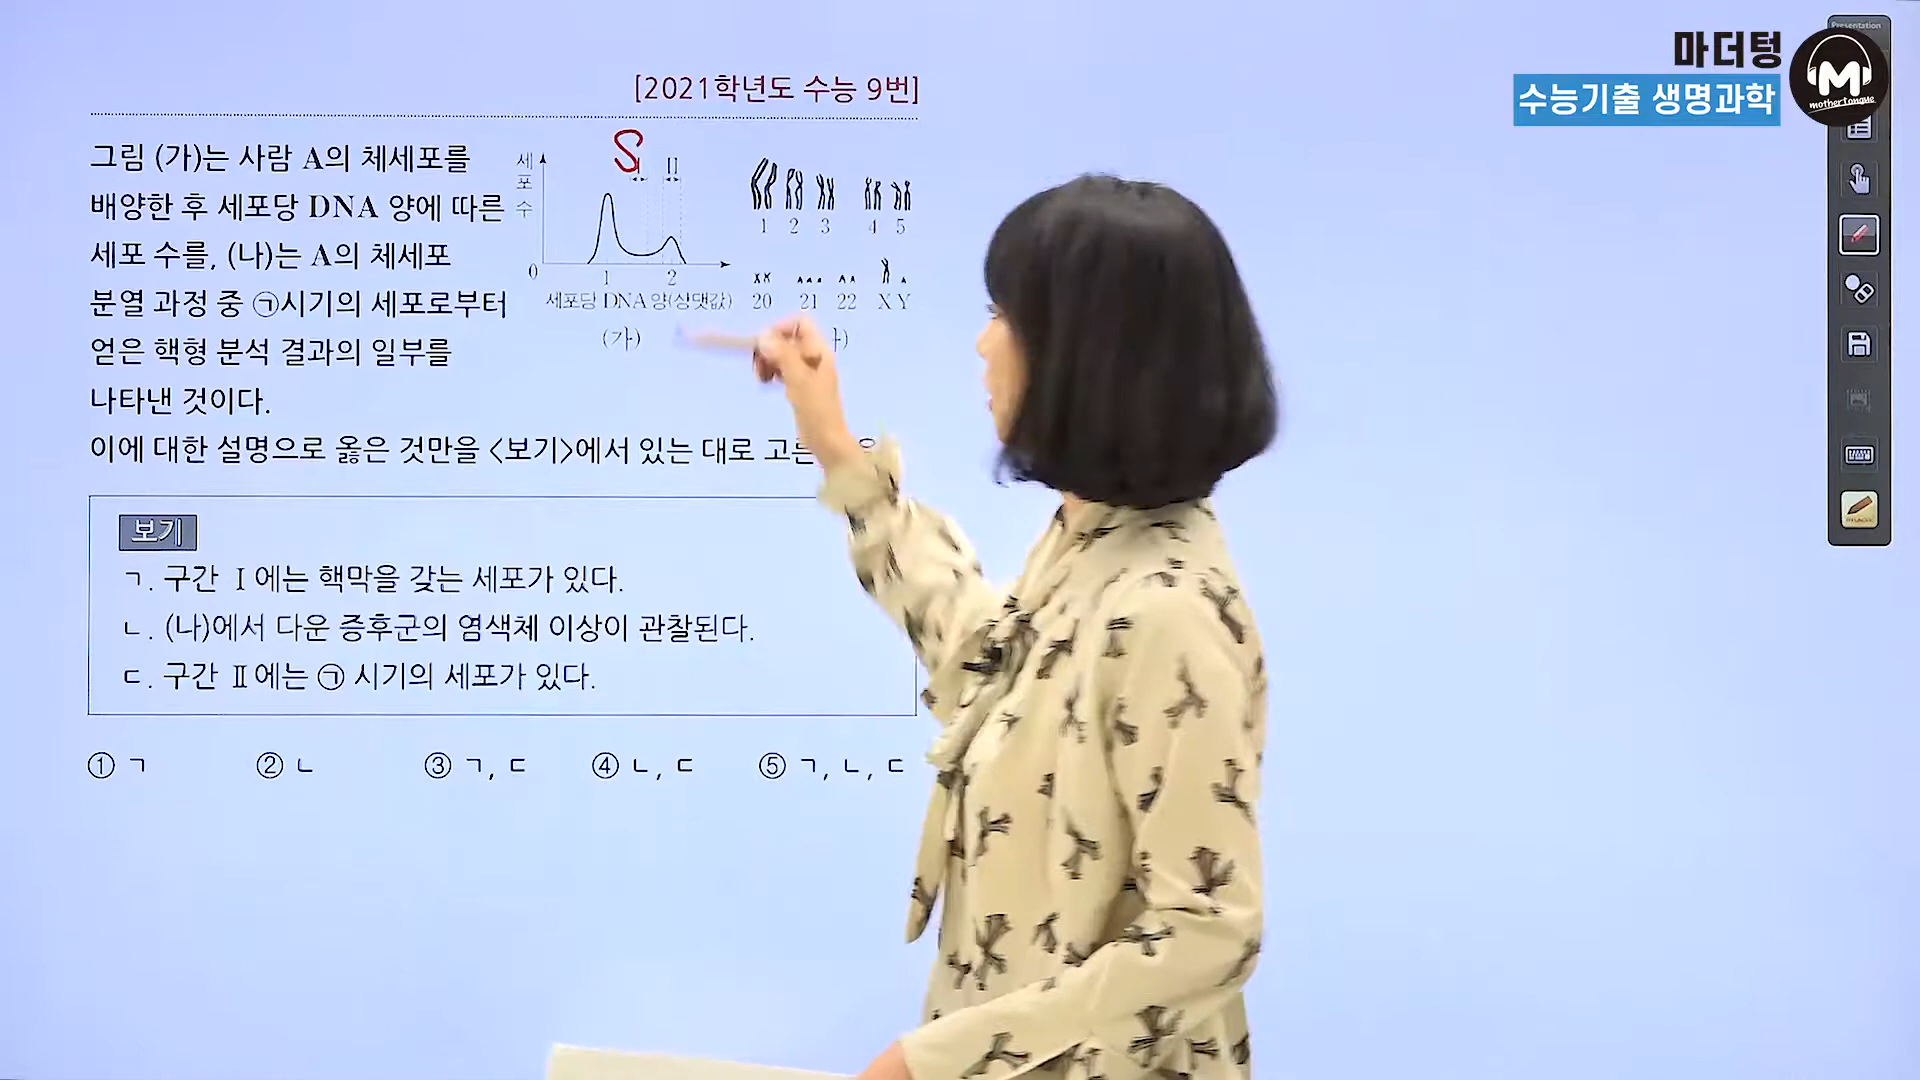 Presentation
마더텅
수능기출 생명과학
mothertongue
[2021학년도 수능 9번]
그림 (가)는 사람 A의 체세포를
배양한 후 세포당 DNA 양에 따른
세포 수를, (나)는 A의 체세포
분열 과정 중 ㉠시기의 세포로부터
얻은 핵형 분석 결과의 일부를
나타낸 것이다.
S
세포수
Ⅱ
0 1 2
세포당 DNA 양(상댓값)
(가)
1 2 3 4 5
20 21 22 X Y
이에 대한 설명으로 옳은 것만을 <보기>에서 있는 대로
보기
ㄱ. 구간 Ⅰ에는 핵막을 갖는 세포가 있다.
ㄴ. (나)에서 다운 증후군의 염색체 이상이 관찰된다.
ㄷ. 구간 Ⅱ에는 ㉠ 시기의 세포가 있다.
① ㄱ ② ㄴ ③ ㄱ, ㄷ ④ ㄴ, ㄷ ⑤ ㄱ, ㄴ, ㄷ